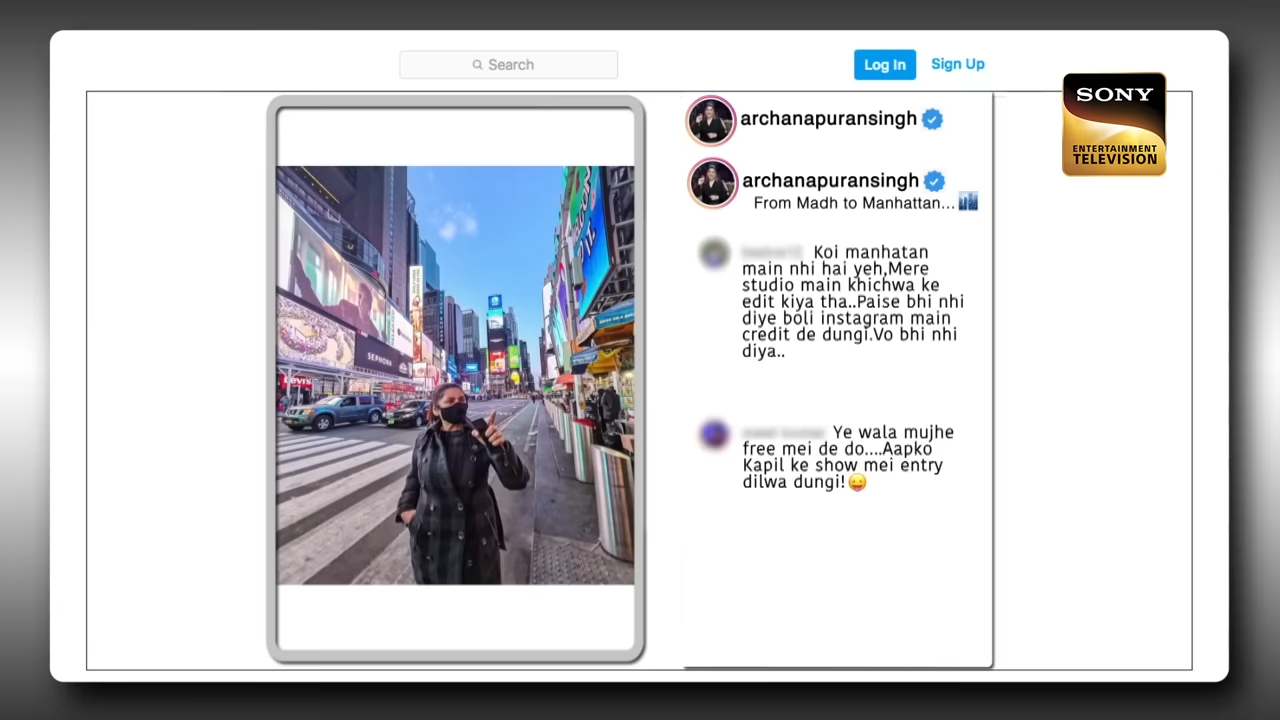 Search
Log In
Sign Up
SONY
ENTERTAINMENT
TELEVISION
archanapuransingh
archanapuransingh
From Madh to Manhattan...
Koi manhatan
main nhi hai yeh,Mere
studio main khichwa ke
edit kiya tha..Paise bhi nhi
diye boli instagram main
credit de dungi.Vo bhi nhi
diya..
Ye wala mujhe
free mei de do....Aapko
Kapil ke show mei entry
dilwa dungi!😛
SEPHORA
Levi's